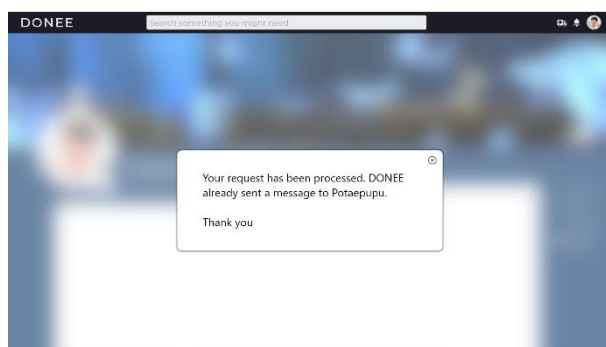 DONEE
Search something you might need
Your request has been processed. DONEE
already sent a message to Potaepupu.
Thank you